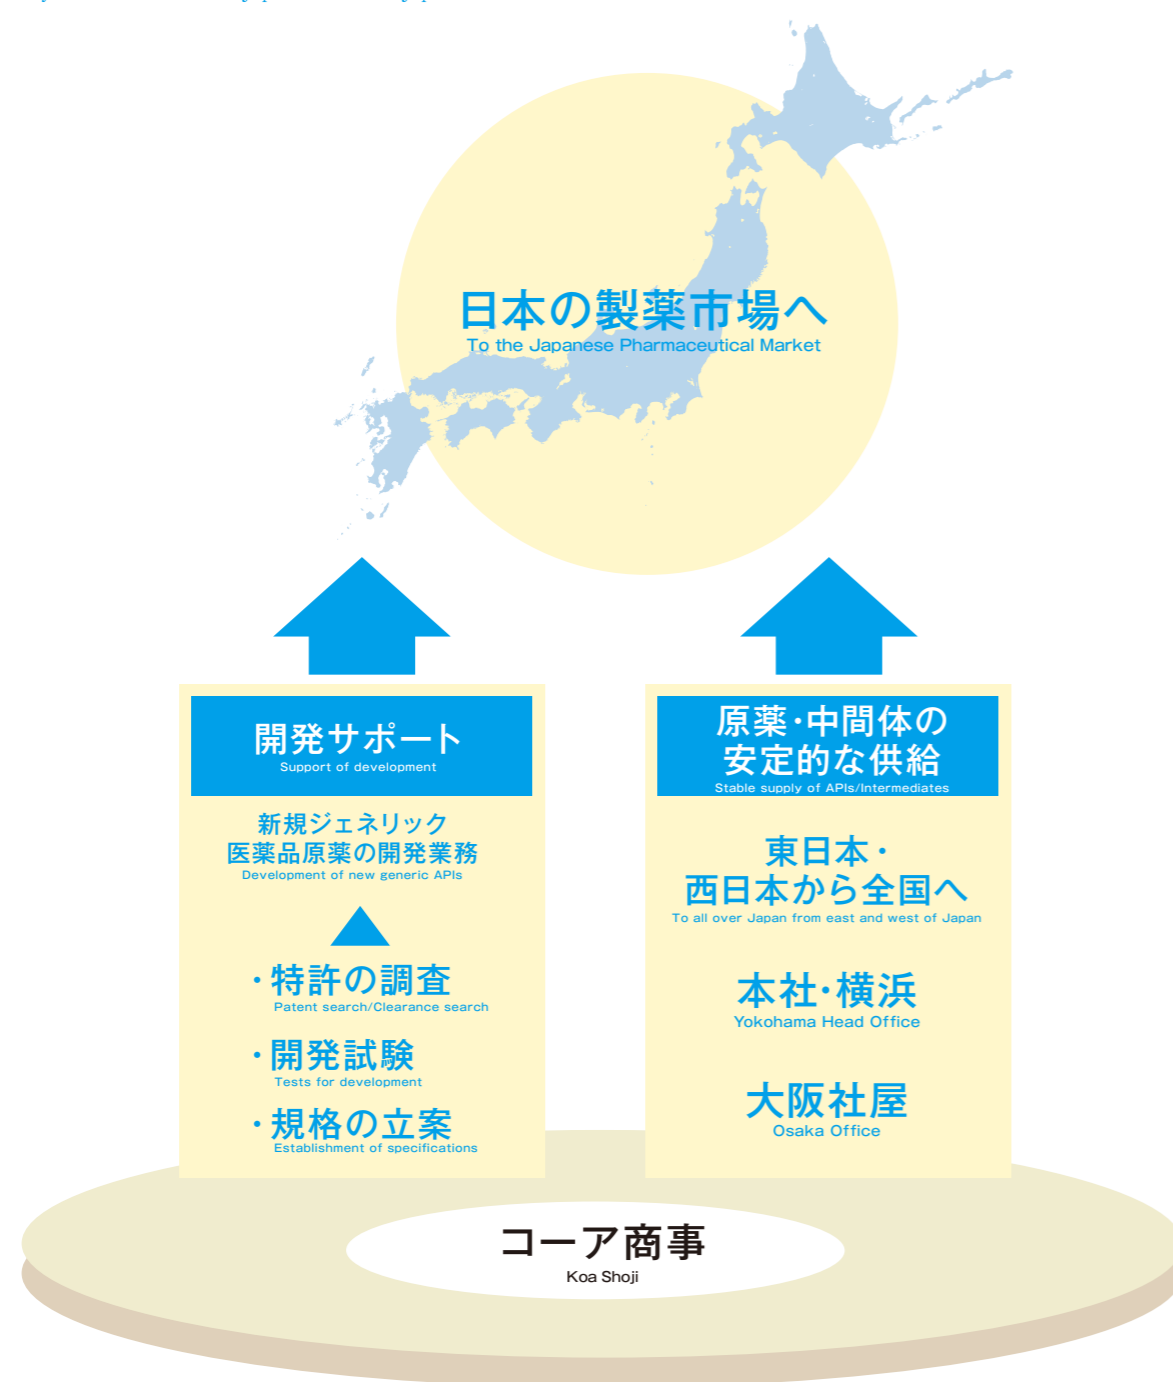 日本の製薬市場へ
To the Japanese Pharmaceutical Market
開発サポート
Support of development
新規ジェネリック
医薬品原薬の開発業務
Development of new generic APIs
・特許の調査
Patent search/Clearance search
・開発試験
Tests for development
・規格の立案
Establishment of specifications
原薬・中間体の
安定的な供給
Stable supply of APIs/Intermediates
東日本・
西日本から全国へ
To all over Japan from east and west of Japan
本社・横浜
Yokohama Head Office
大阪社屋
Osaka Office
コーア商事
Koa Shoji